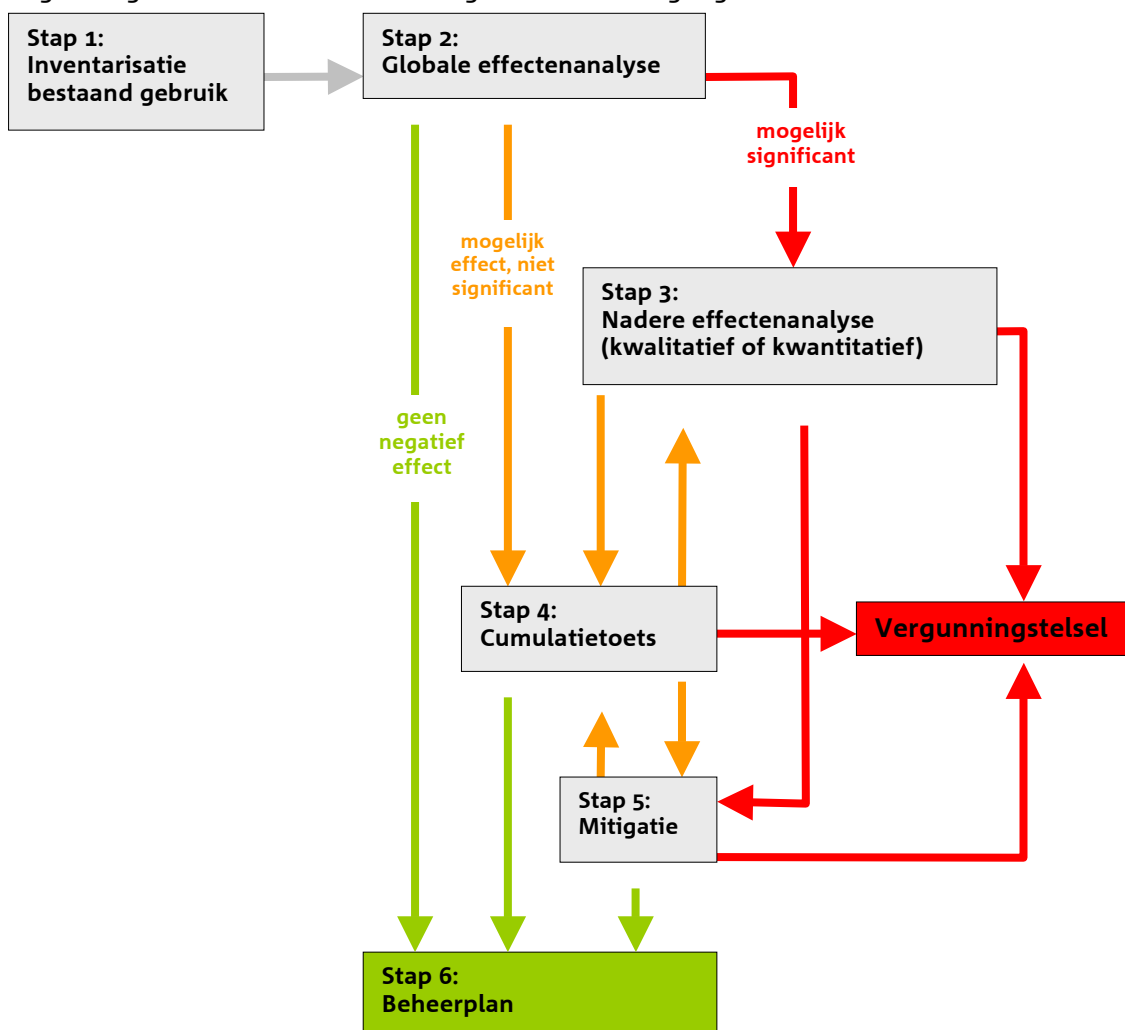 Stap 1:
Inventarisatie
bestaand gebruik
Stap 2:
Globale effectenanalyse
mogelijk
significant
mogelijk
effect, niet
significant
Stap 3:
Nadere effectenanalyse
(kwalitatief of kwantitatief)
geen
negatief
effect
Stap 4:
Cumulatietoets
Vergunningstelsel
Stap 5:
Mitigatie
Stap 6:
Beheerplan